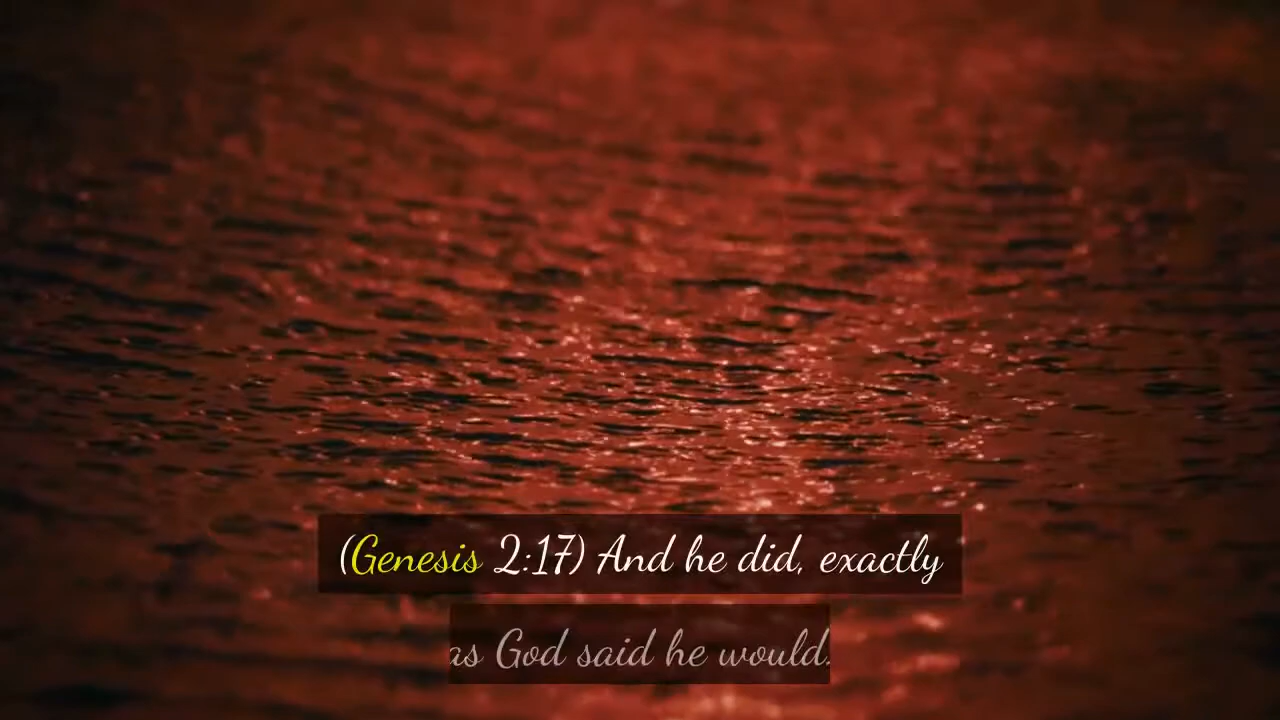 (Genesis 2:17) And he did, exactly
as God said he would.